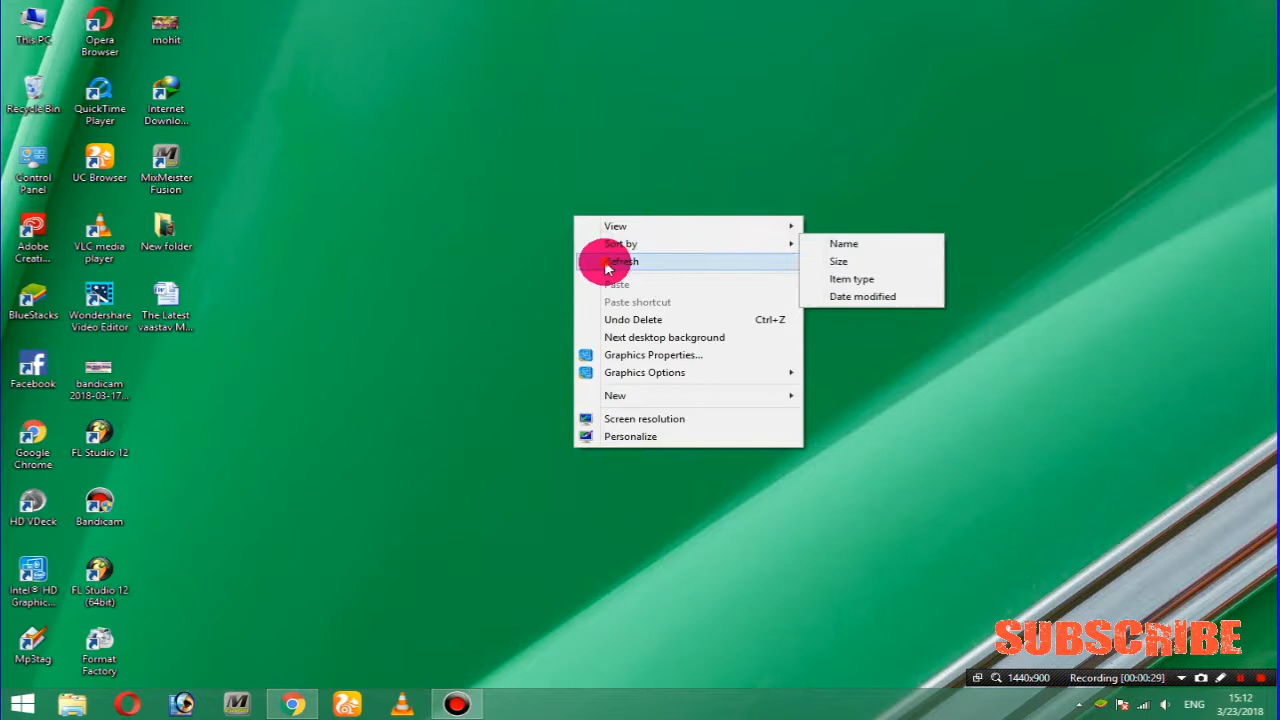 This PC
Opera
Browser
mohit
Recycle Bin
QuickTime
Player
Internet
Downlo...
Control
Panel
UC Browser
MixMeister
Fusion
Adobe
Creati...
VLC media
player
New folder
BlueStacks
Wondershare
Video Editor
The Latest
vaastav M...
Facebook
bandicam
2018-03-17...
Google
Chrome
FL Studio 12
HD VDeck
Bandicam
Intel® HD
Graphic...
FL Studio 12
(64bit)
Mp3tag
Format
Factory
View
Sort by
Refresh
Paste
Paste shortcut
Undo Delete Ctrl+Z
Next desktop background
Graphics Properties...
Graphics Options
New
Screen resolution
Personalize
Name
Size
Item type
Date modified
SUBSCRIBE
1440x900 Recording [00:00:29]
ENG
15:12
3/23/2018